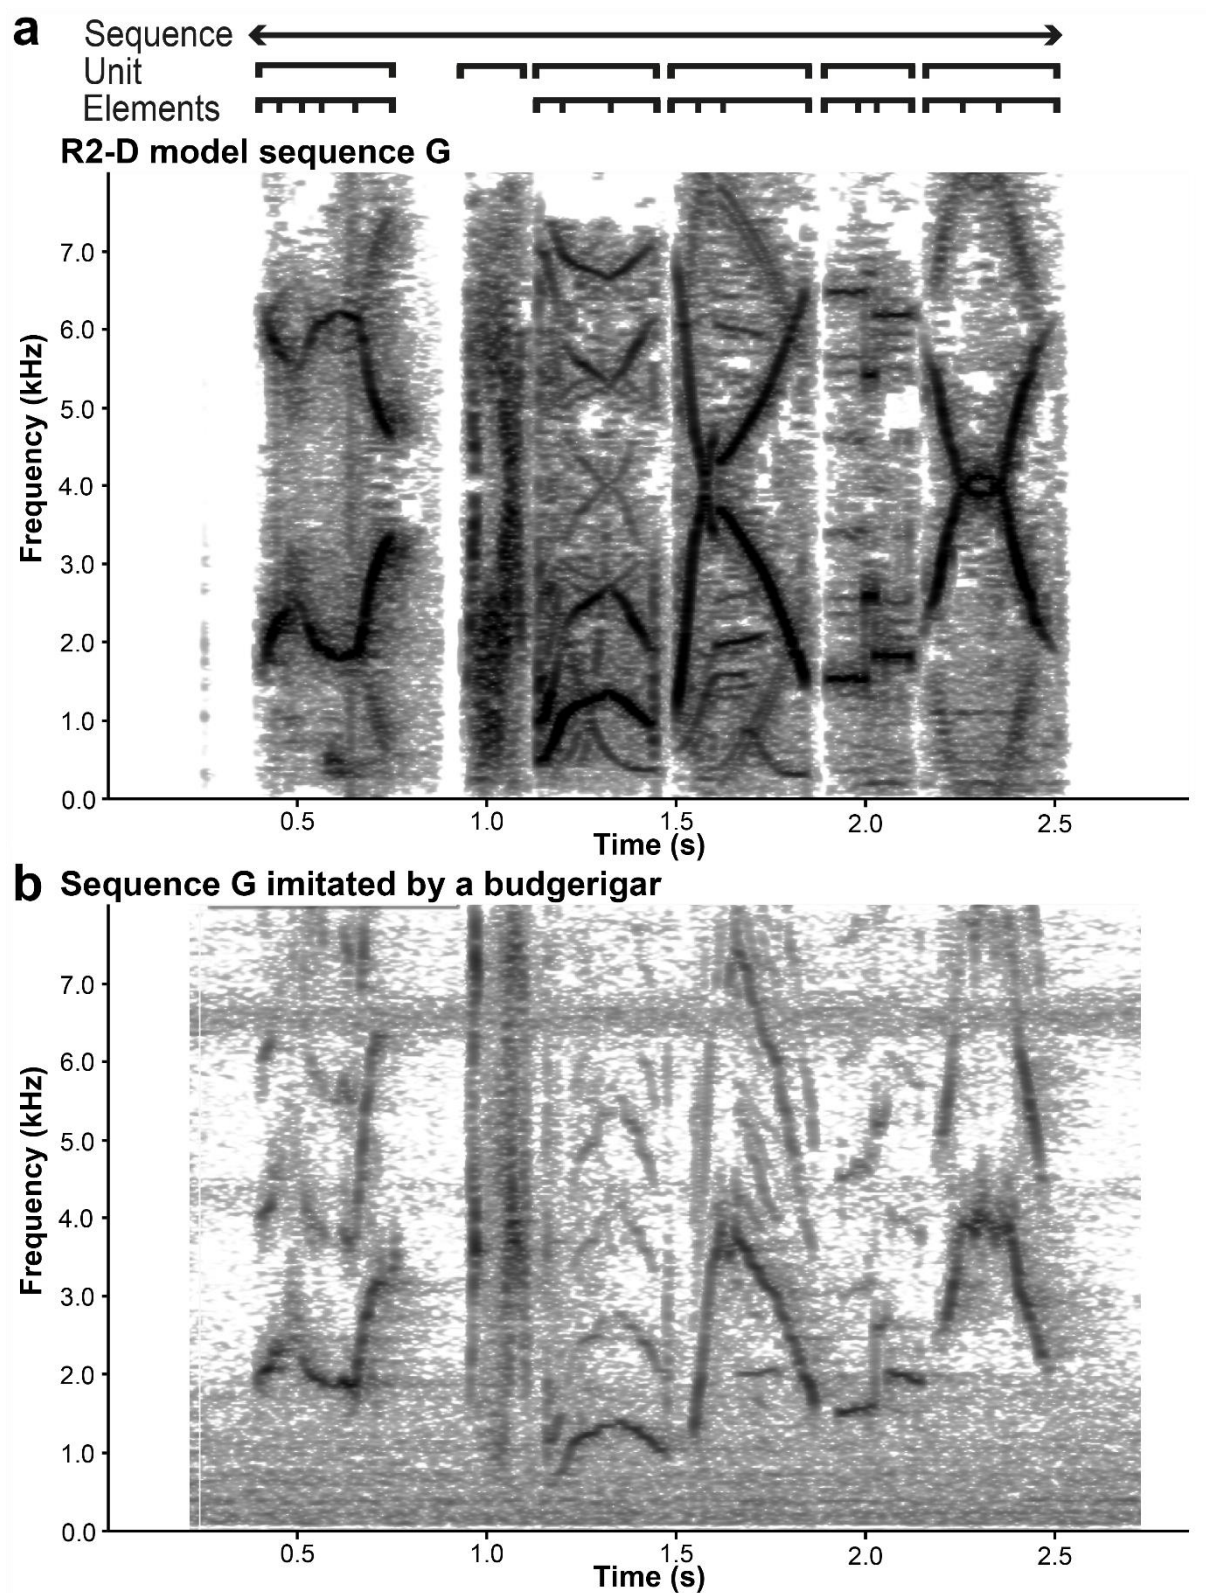 a
Sequence
Unit
Elements
R2-D model sequence G
Frequency (kHz)
7.0
6.0
5.0
4.0
3.0
2.0
1.0
0.0
0.5 1.0 1.5 2.0 2.5
Time (s)
b Sequence G imitated by a budgerigar
Frequency (kHz)
7.0
6.0
5.0
4.0
3.0
2.0
1.0
0.0
0.5 1.0 1.5 2.0 2.5
Time (s)